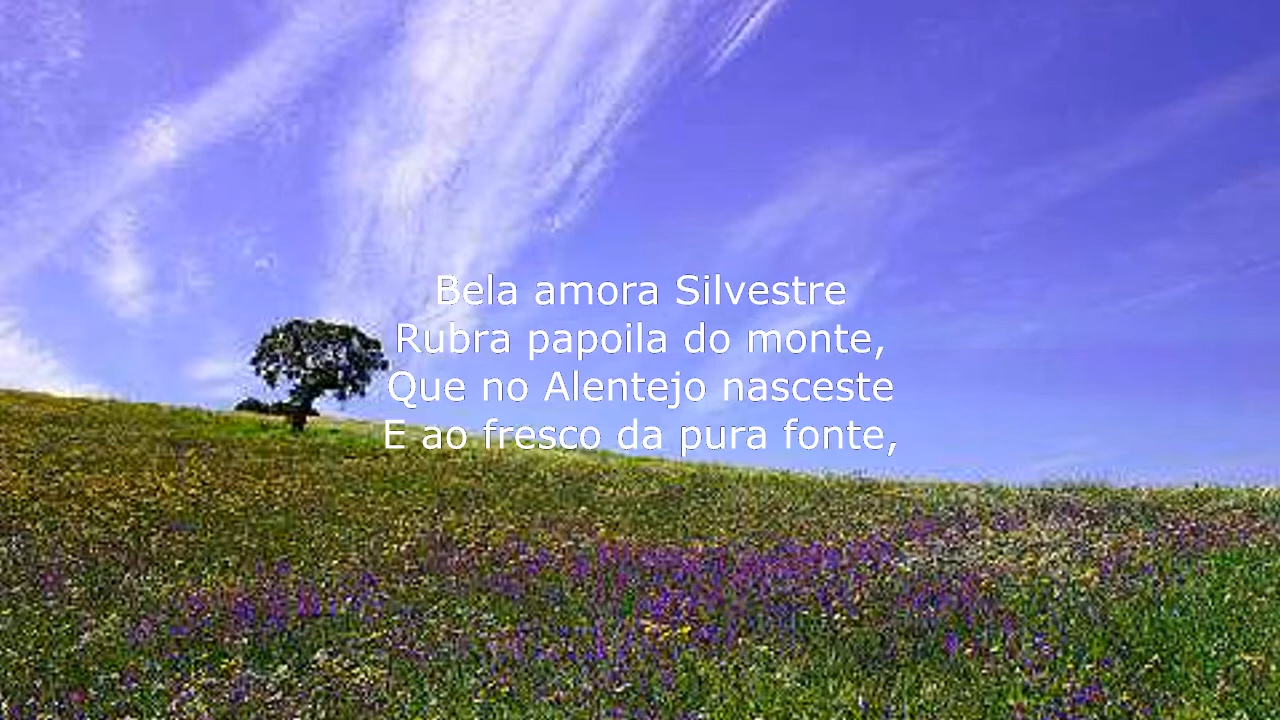 Bela amora Silvestre
Rubra papoila do monte,
Que no Alentejo nasceste
E ao fresco da pura fonte,